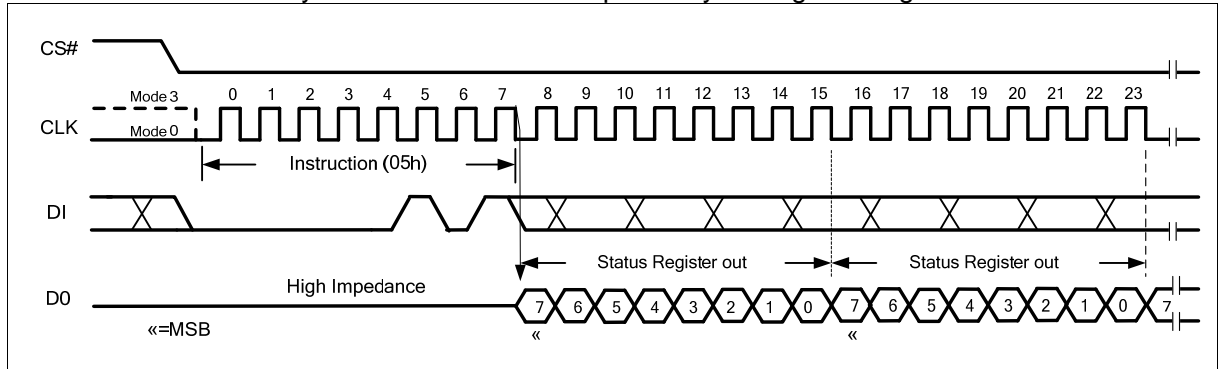 CS#
Mode 3 0 1 2 3 4 5 6 7 8 9 10 11 12 13 14 15 16 17 18 19 20 21 22 23
CLK Mode 0
Instruction (05h)
DI
Status Register out Status Register out
High Impedance
D0 7 6 5 4 3 2 1 0 7 6 5 4 3 2 1 0 7
«=MSB « «